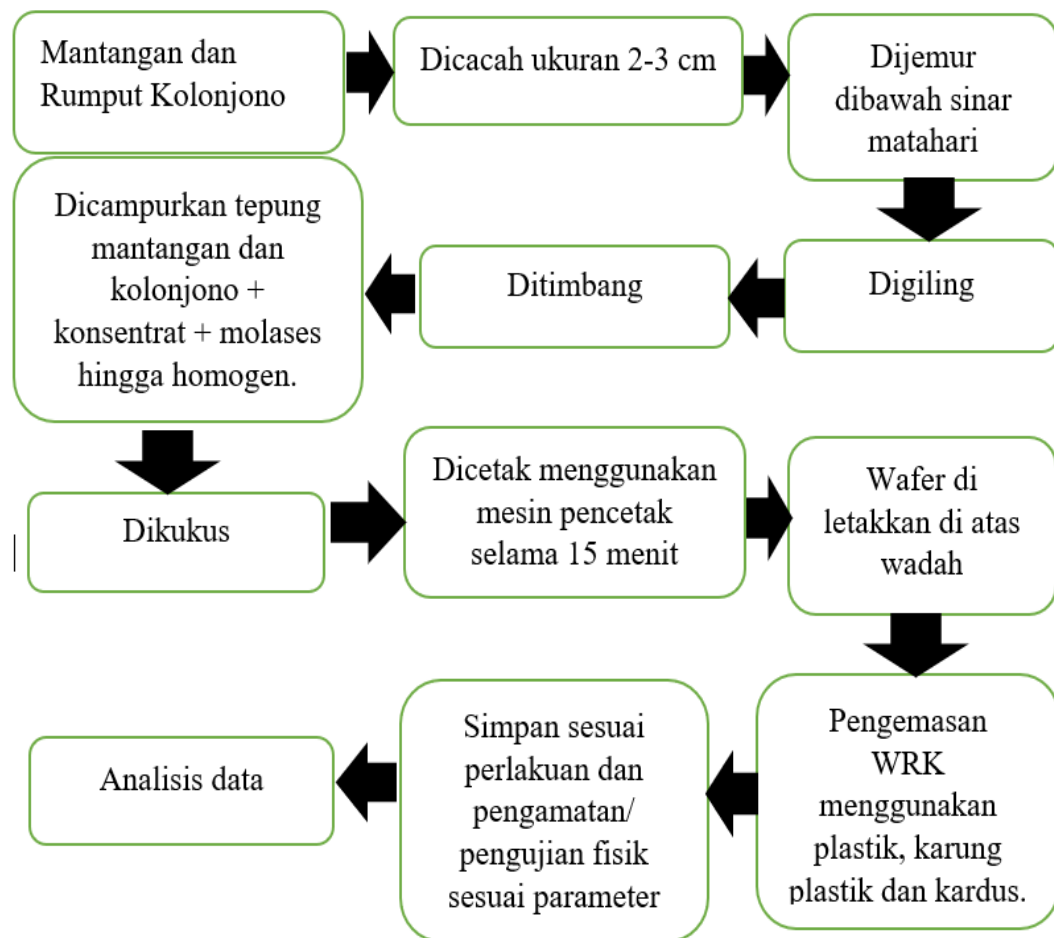 Mantangan dan
Rumput Kolonjono
Dicacah ukuran 2-3 cm
Dijemur
dibawah sinar
matahari
Digiling
Ditimbang
Dicampurkan tepung
mantangan dan
kolonjono +
konsentrat + molases
hingga homogen.
Dikukus
Dicetak menggunakan
mesin pencetak
selama 15 menit
Wafer di
letakkan di atas
wadah
Pengemasan
WRK
menggunakan
plastik, karung
plastik dan kardus.
Simpan sesuai
perlakuan dan
pengamatan/
pengujian fisik
sesuai parameter
Analisis data